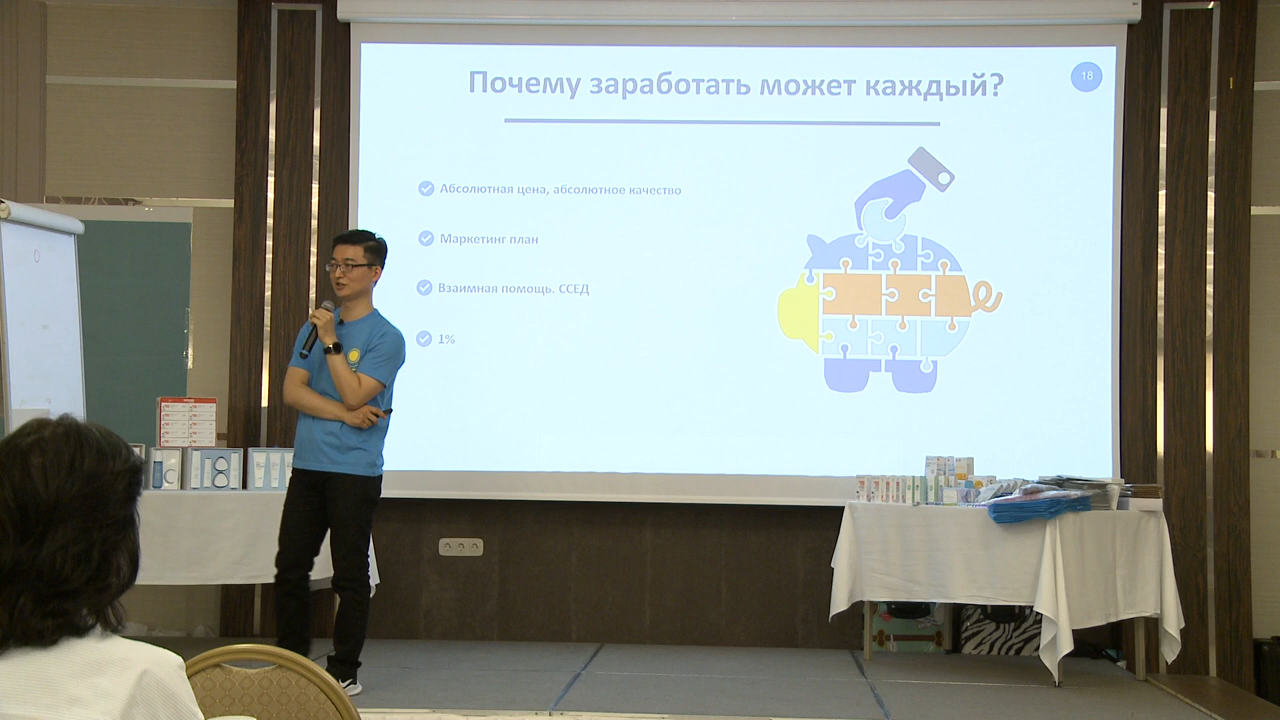 Почему заработать может каждый?
18
Абсолютная цена, абсолютное качество
Маркетинг план
Взаимная помощь. ССЕД
1%